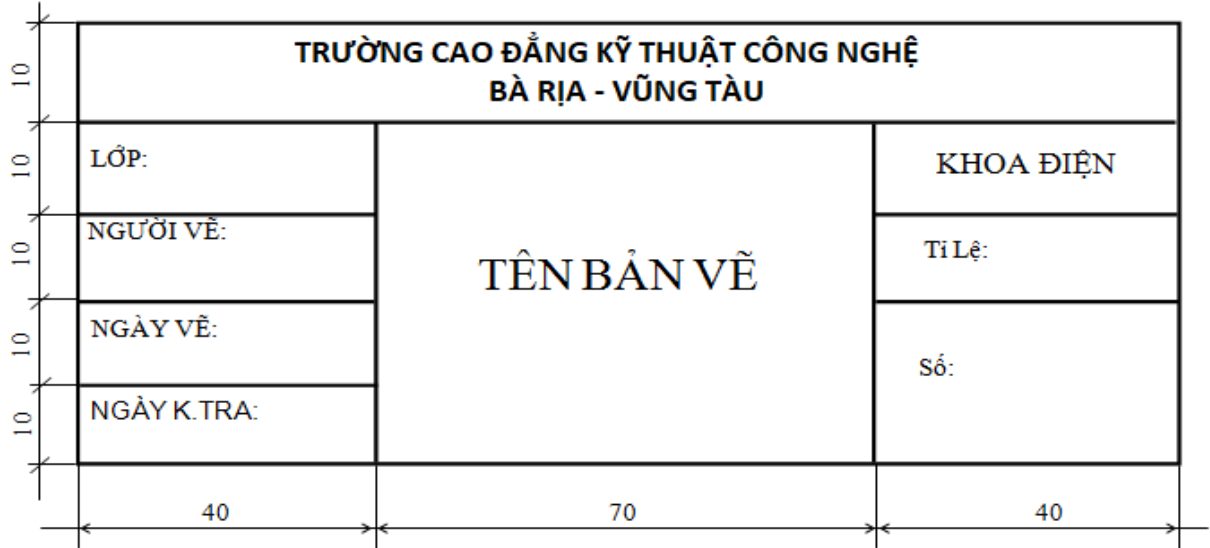 TRƯỜNG CAO ĐẲNG KỸ THUẬT CÔNG NGHỆ
BÀ RỊA - VŨNG TÀU
10
LỚP:
KHOA ĐIỆN
10
NGƯỜI VẼ:
TÊN BẢN VẼ
Tỉ Lệ:
10
NGÀY VẼ:
Số:
10
NGÀY K.TRA:
10
40
70
40